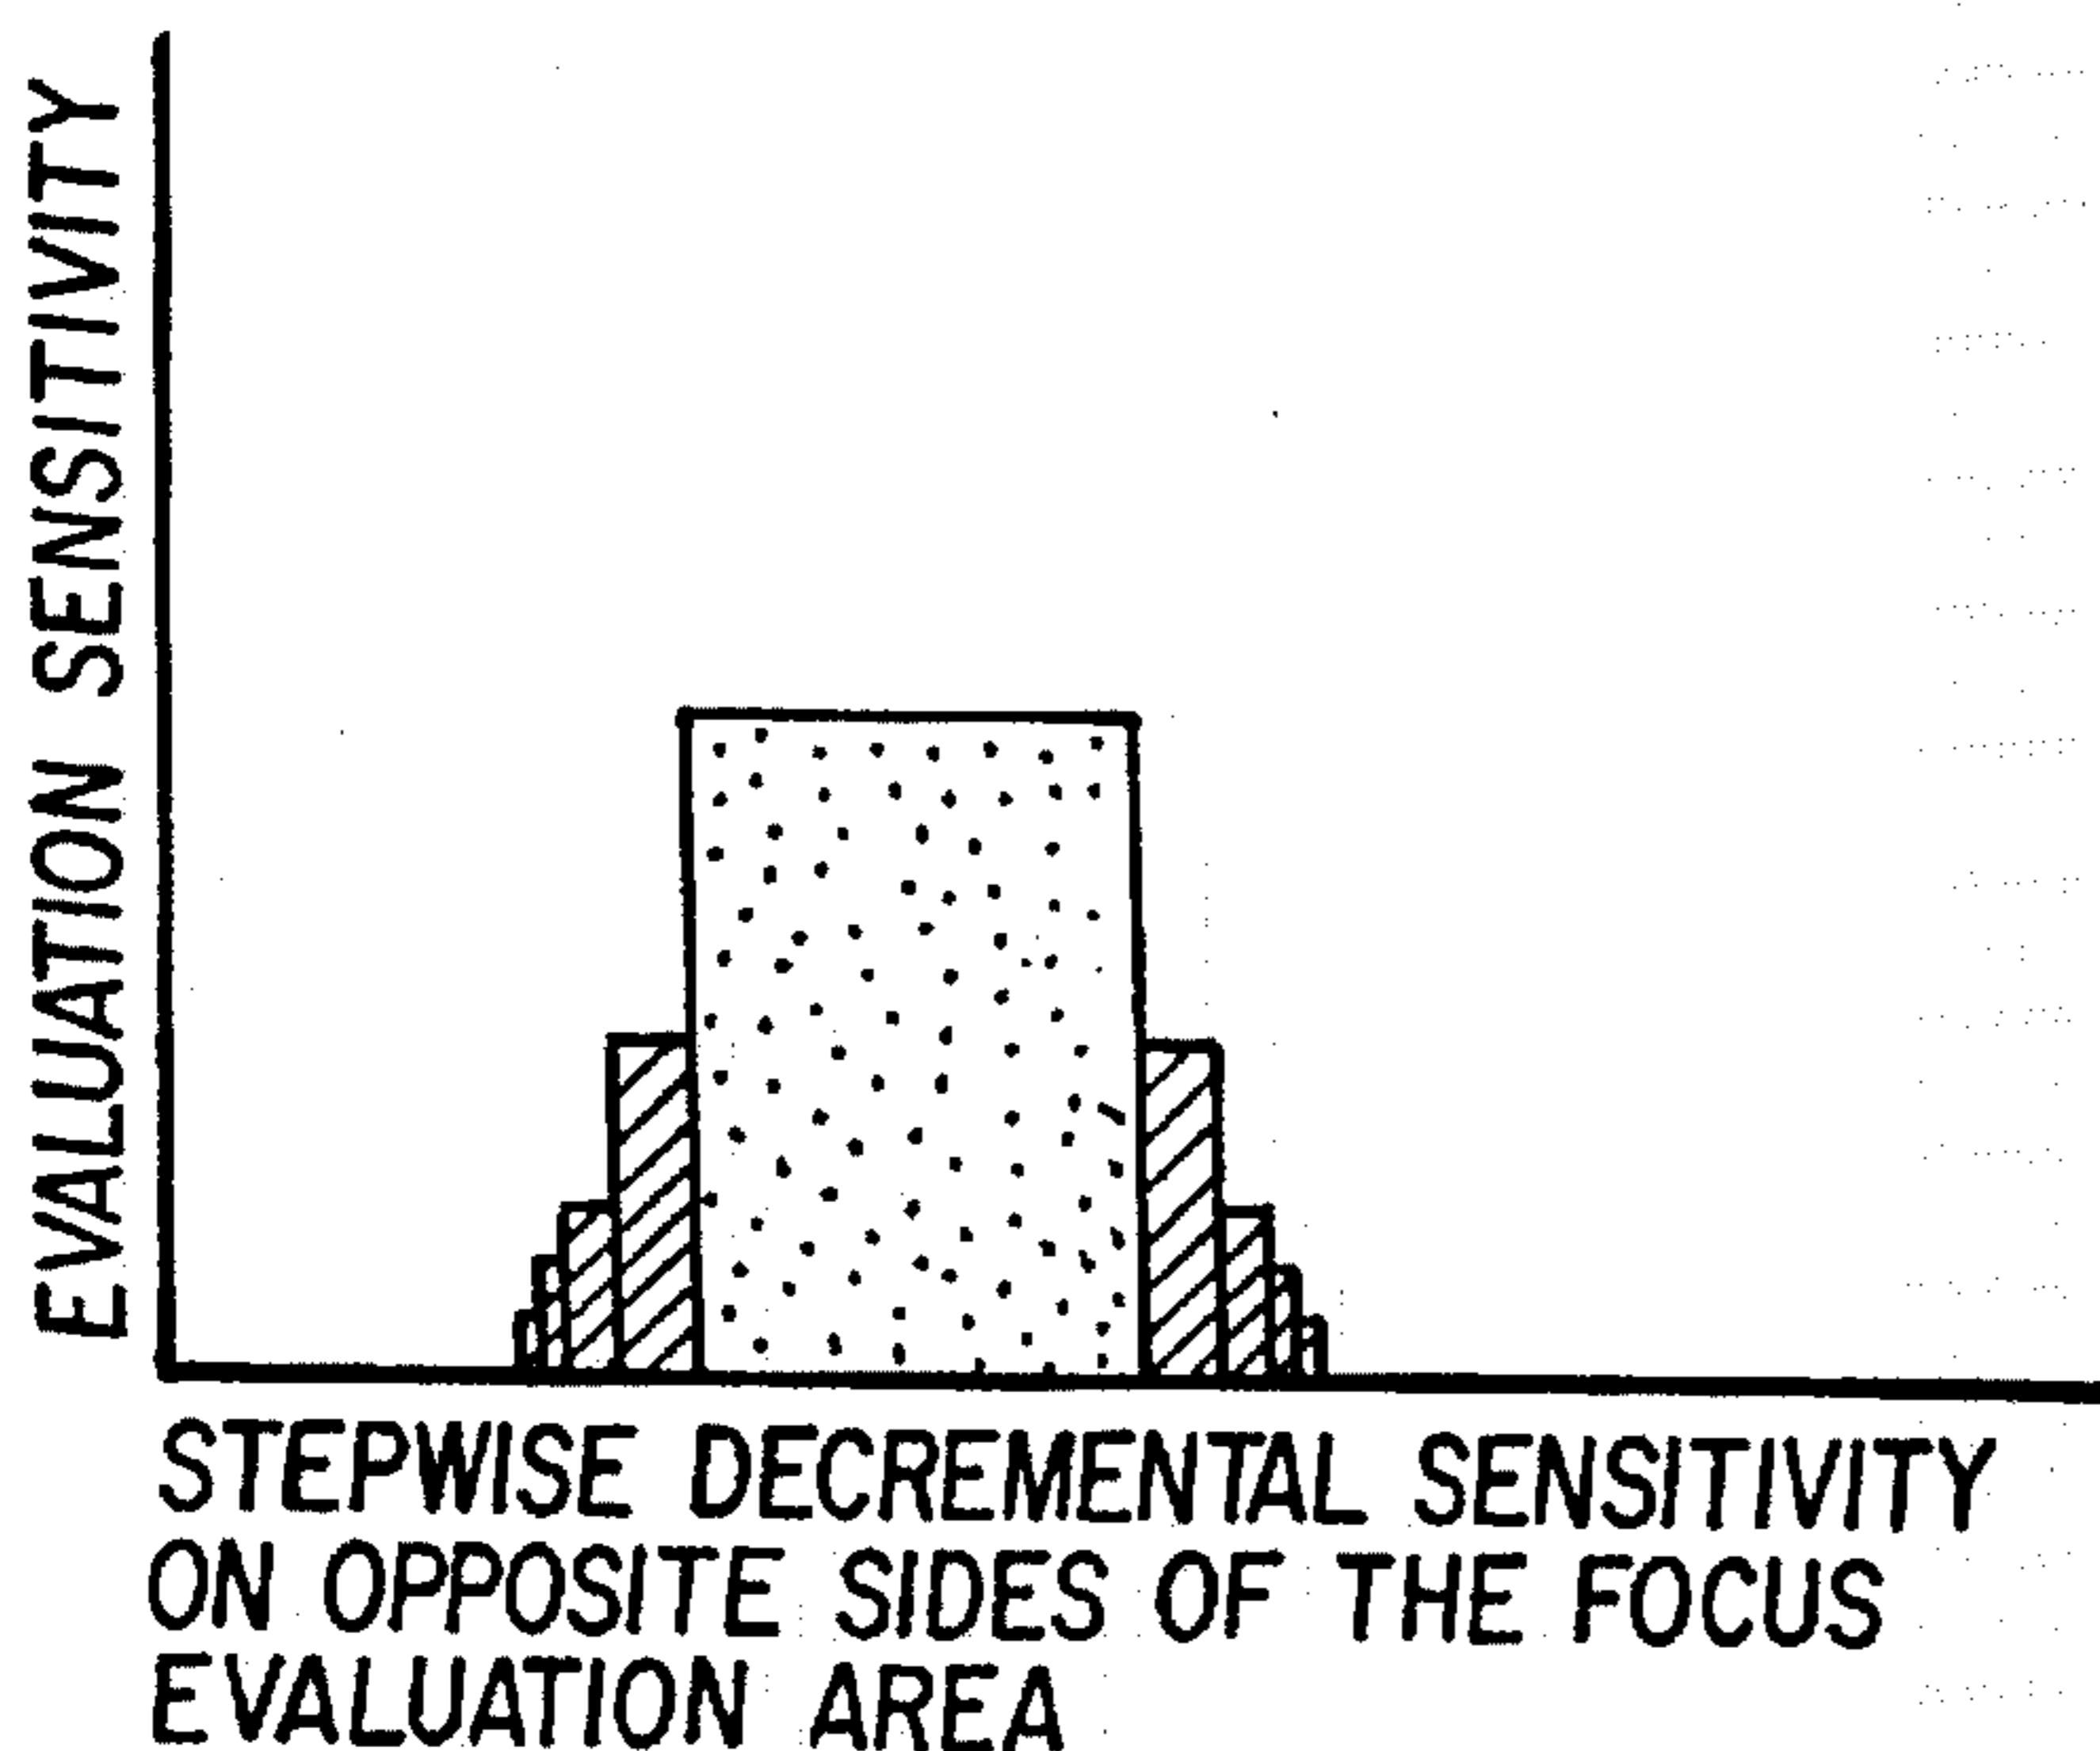 EVALUATION SENSITIVITY
STEPWISE DECREMENTAL SENSITIVITY
ON OPPOSITE SIDES OF THE FOCUS
EVALUATION AREA